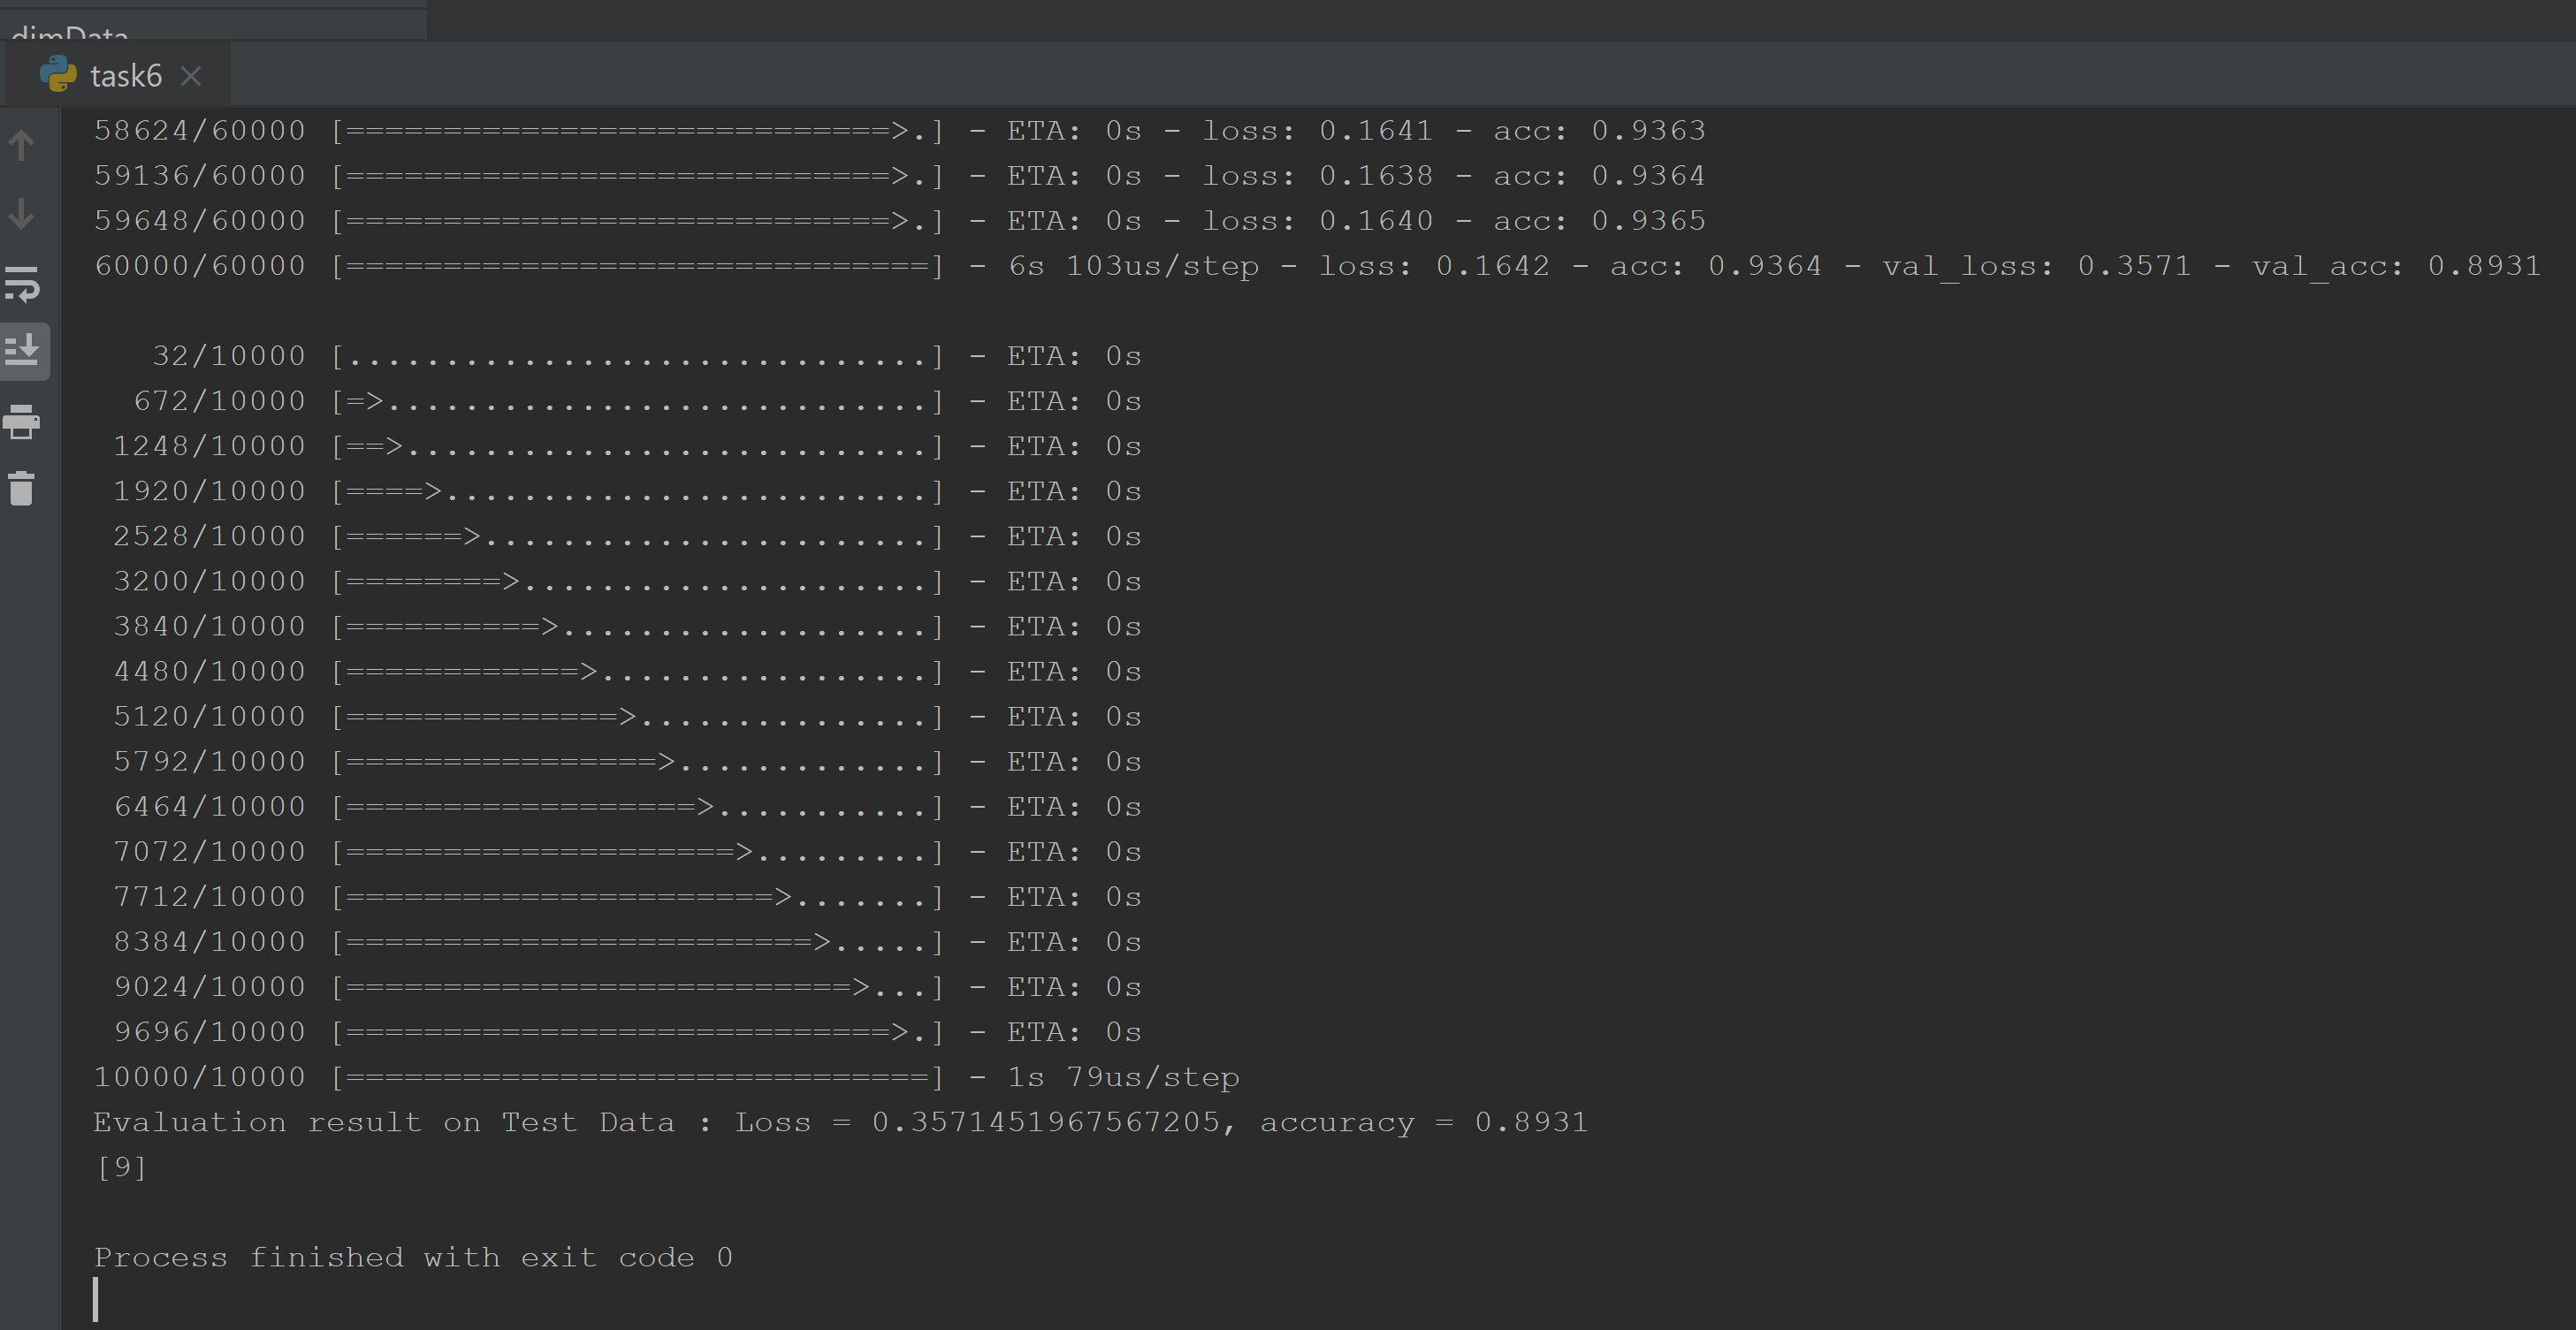 dimData
task6
58624/60000 [============================>.] - ETA: 0s - loss: 0.1641 - acc: 0.9363
59136/60000 [============================>.] - ETA: 0s - loss: 0.1638 - acc: 0.9364
59648/60000 [============================>.] - ETA: 0s - loss: 0.1640 - acc: 0.9365
60000/60000 [==============================] - 6s 103us/step - loss: 0.1642 - acc: 0.9364 - val_loss: 0.3571 - val_acc: 0.8931
32/10000 [..............................] - ETA: 0s
672/10000 [=>............................] - ETA: 0s
1248/10000 [==>...........................] - ETA: 0s
1920/10000 [====>.........................] - ETA: 0s
2528/10000 [======>.......................] - ETA: 0s
3200/10000 [========>.....................] - ETA: 0s
3840/10000 [==========>...................] - ETA: 0s
4480/10000 [============>.................] - ETA: 0s
5120/10000 [==============>...............] - ETA: 0s
5792/10000 [================>.............] - ETA: 0s
6464/10000 [==================>...........] - ETA: 0s
7072/10000 [====================>.........] - ETA: 0s
7712/10000 [======================>.......] - ETA: 0s
8384/10000 [========================>.....] - ETA: 0s
9024/10000 [==========================>...] - ETA: 0s
9696/10000 [============================>.] - ETA: 0s
10000/10000 [==============================] - 1s 79us/step
Evaluation result on Test Data : Loss = 0.3571451967567205, accuracy = 0.8931
[9]
Process finished with exit code 0